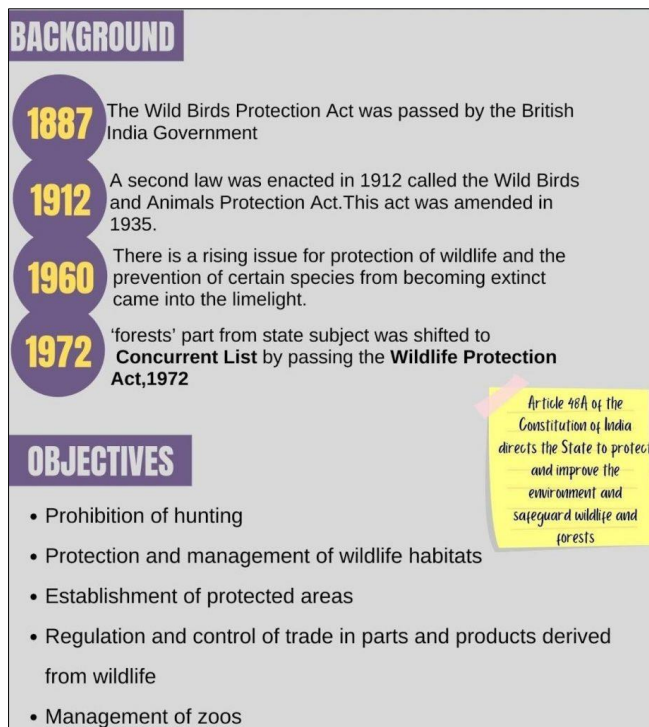 BACKGROUND
1887
The Wild Birds Protection Act was passed by the British
India Government
1912
A second law was enacted in 1912 called the Wild Birds
and Animals Protection Act.This act was amended in
1935.
1960
There is a rising issue for protection of wildlife and the
prevention of certain species from becoming extinct
came into the limelight.
1972
‘forests’ part from state subject was shifted to
Concurrent List by passing the Wildlife Protection
Act,1972
Article 48A of the
Constitution of India
directs the State to protect
and improve the
environment and
safeguard wildlife and
forests
OBJECTIVES
• Prohibition of hunting
• Protection and management of wildlife habitats
• Establishment of protected areas
• Regulation and control of trade in parts and products derived
from wildlife
• Management of zoos